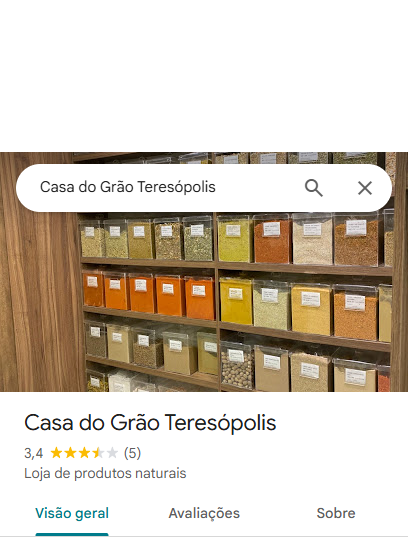 Casa do Grão Teresópolis
Casa do Grão Teresópolis
3,4 (5)
Loja de produtos naturais
Visão geral Avaliações Sobre